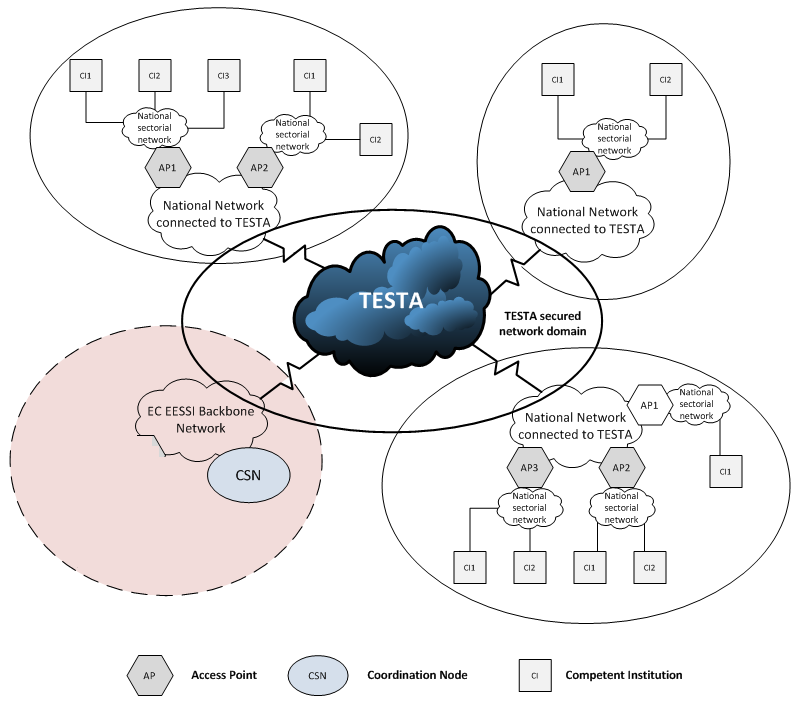 CI1
CI2
CI3
CI1
National
sectorial
network
National
sectorial
network
CI2
AP1
AP2
National Network
connected to TESTA
CI1
CI2
National
sectorial
network
AP1
National Network
connected to TESTA
TESTA
TESTA secured
network domain
EC EESSI Backbone
Network
CSN
National Network
connected to TESTA
AP1
National
sectorial
network
CI1
AP3
AP2
National
sectorial
network
National
sectorial
network
CI1
CI2
CI1
CI2
AP
Access Point
CSN
Coordination Node
CI
Competent Institution